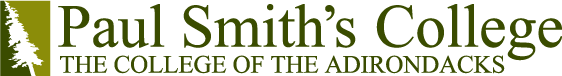 Paul Smith's College
THE COLLEGE OF THE ADIRONDACKS